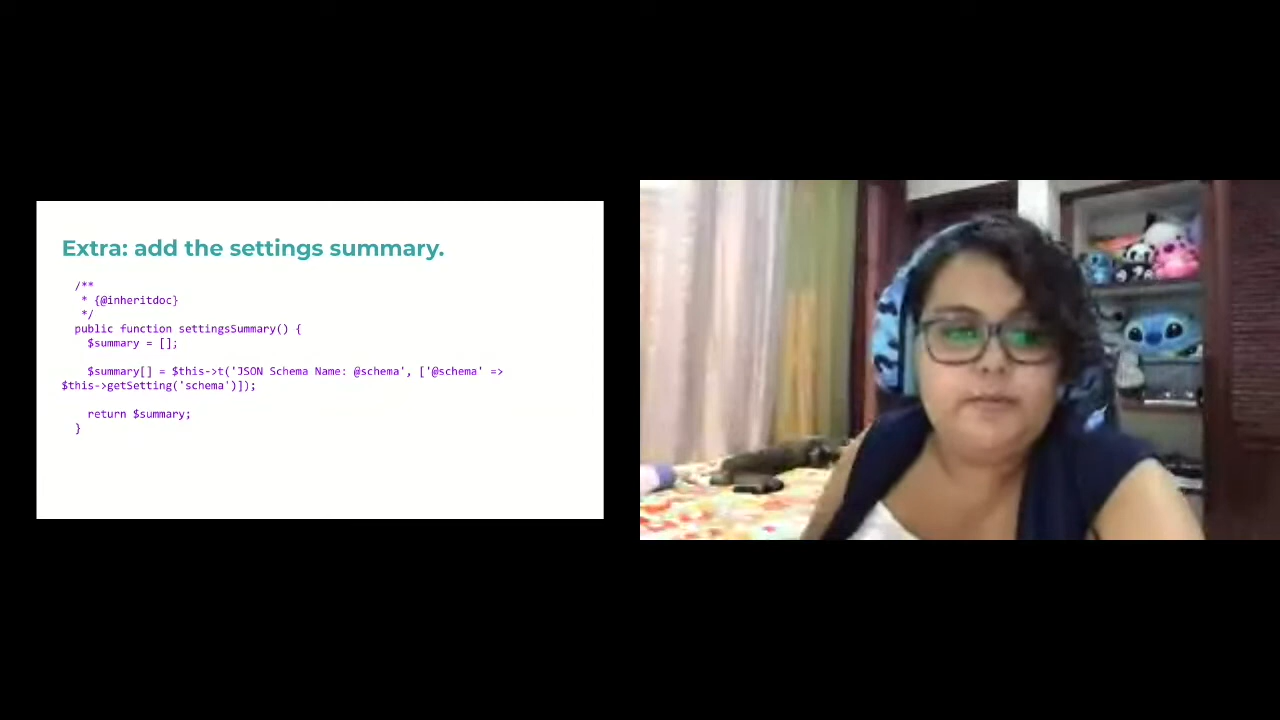 Extra: add the settings summary.
/**
* {@inheritdoc}
*/
public function settingsSummary() {
$summary = [];
$summary[] = $this->t('JSON Schema Name: @schema', ['@schema' =>
$this->getSetting('schema')]);
return $summary;
}